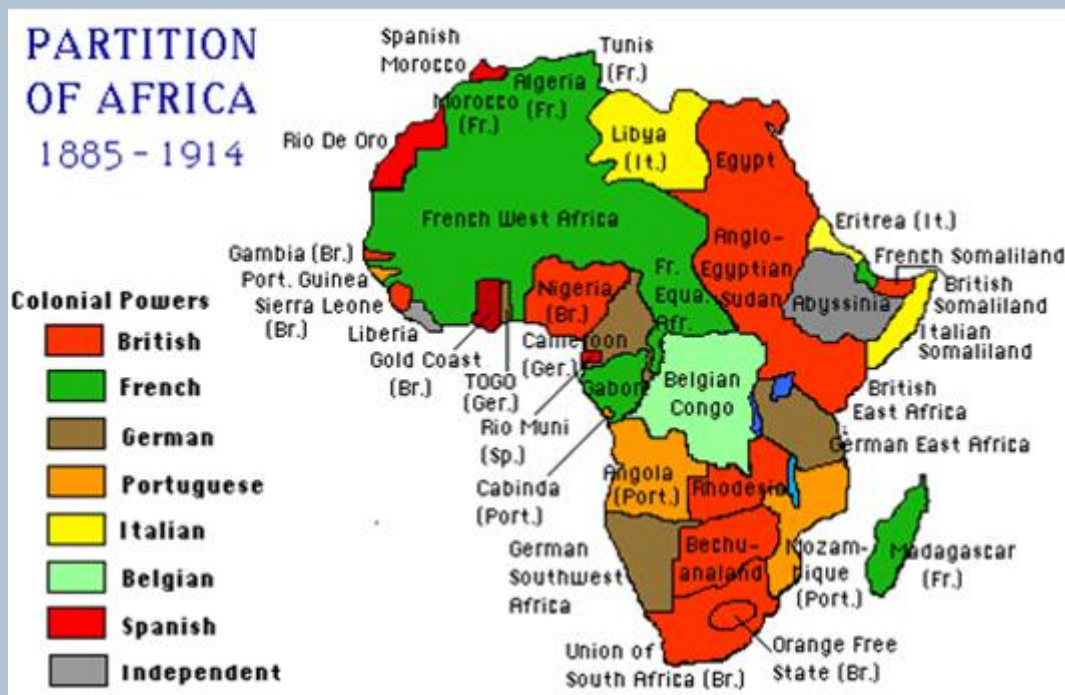 PARTITION
OF AFRICA
1885 - 1914
Spanish
Morocco
Tunis
(Fr.)
Algeria
(Fr.)
Morocco
(Fr.)
Rio De Oro
Libya
(It.)
Egypt
French West Africa
Eritrea (It.)
Gambia (Br.)
Port. Guinea
Sierra Leone
(Br.)
Liberia
Gold Coast
(Br.)
TOGO
(Ger.)
Nigeria
(Br.)
Cameroon
(Ger.)
Fr.
Equa.
Afr.
Anglo-
Egyptian
Sudan
French Somaliland
British
Somaliland
Abyssinia
Italian
Somaliland
Rio Muni
(Sp.)
Gabon
Belgian
Congo
British
East Africa
German East Africa
Cabinda
(Port.)
Angola
(Port.)
Rhodesia
German
Southwest
Africa
Bechu-
analand
Mozam-
bique
(Port.)
Madagascar
(Fr.)
Union of
South Africa (Br.)
Orange Free
State (Br.)
Colonial Powers
British
French
German
Portuguese
Italian
Belgian
Spanish
Independent